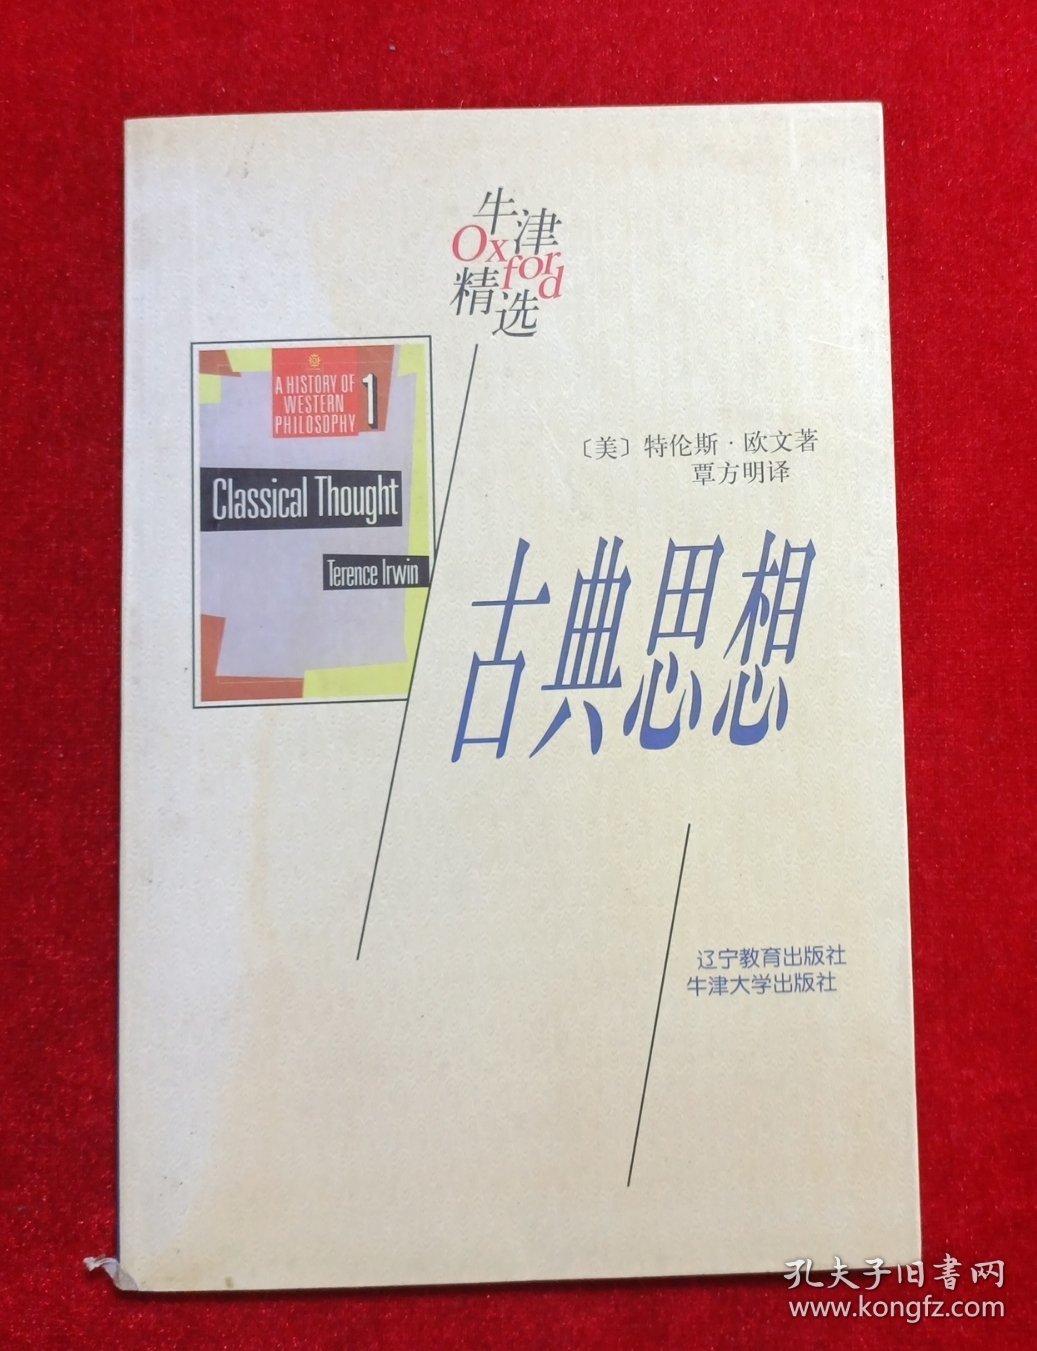 牛津
Oxford
精选
A HISTORY OF
WESTERN
PHILOSOPHY
1
Classical Thought
Terence Irwin
〔美〕特伦斯·欧文著
覃方明译
古典思想
辽宁教育出版社
牛津大学出版社
孔夫子旧书网
www.kongfz.com